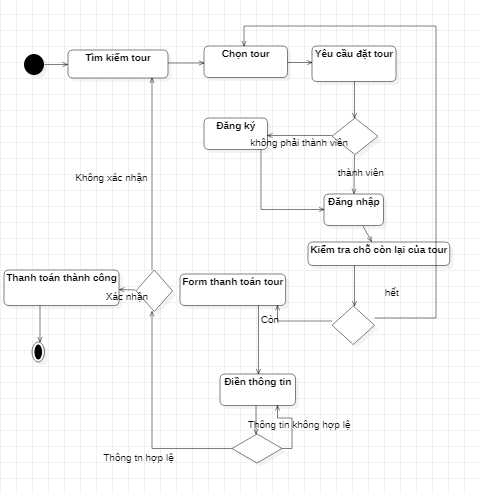 Tìm kiếm tour
Chọn tour
Yêu cầu đặt tour
Đăng ký
không phải thành viên
thành viên
Không xác nhận
Đăng nhập
Kiểm tra chỗ còn lại của tour
Thanh toán thành công
Xác nhận
Form thanh toán tour
hết
Còn
Điền thông tin
Thông tin không hợp lệ
Thông tn hợp lệ